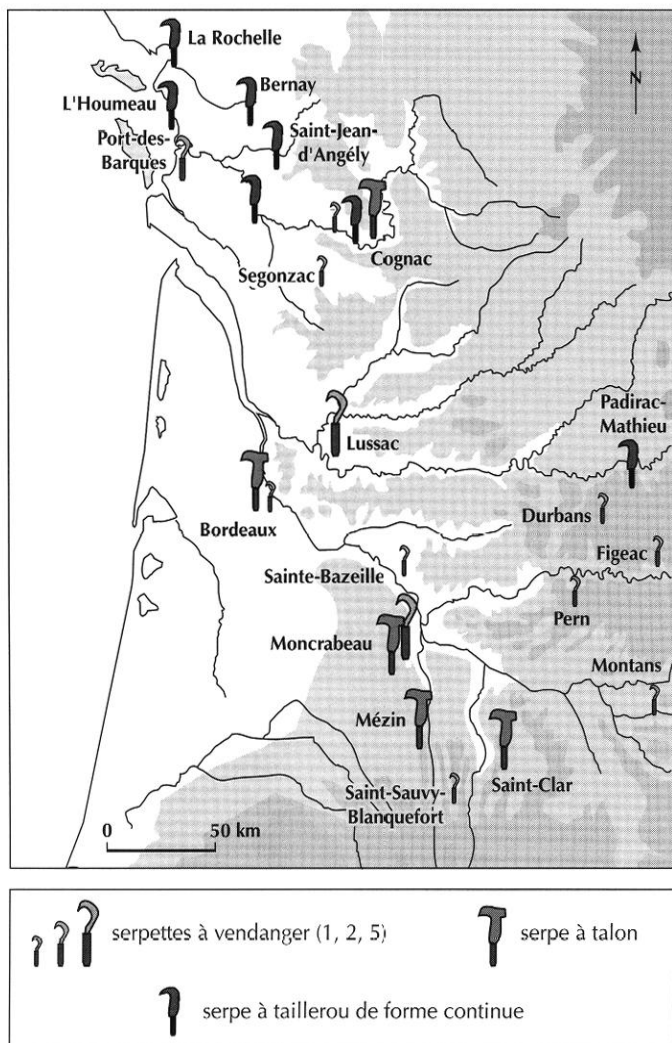 La Rochelle
N
Bernay
L'Houmeau
Saint-Jean-
d'Angély
Port-des-
Barques
Cognac
Segonzac
Padirac-
Mathieu
Lussac
Durbans
Bordeaux
Figeac
Sainte-Bazeille
Pern
Moncrabeau
Montans
Mézin
Saint-Sauvy-
Blanquefort
Saint-Clar
0 50 km
serpettes à vendanger (1, 2, 5)
serpe à talon
serpe à taillerou de forme continue